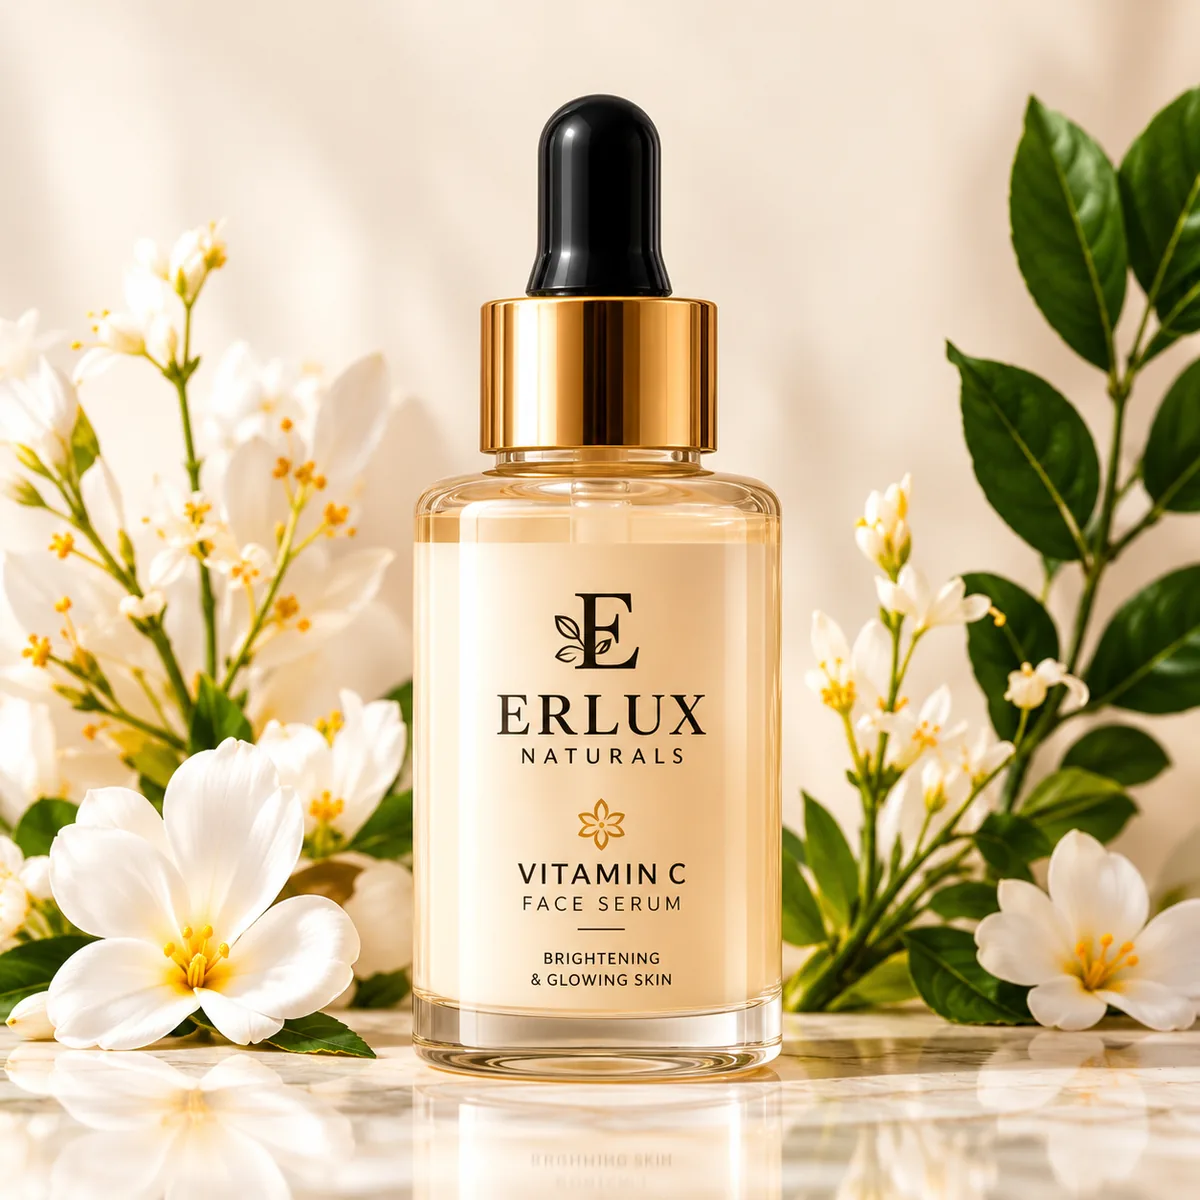 E
ERLUX
NATURALS
VITAMIN C
FACE SERUM
BRIGHTENING
& GLOWING SKIN